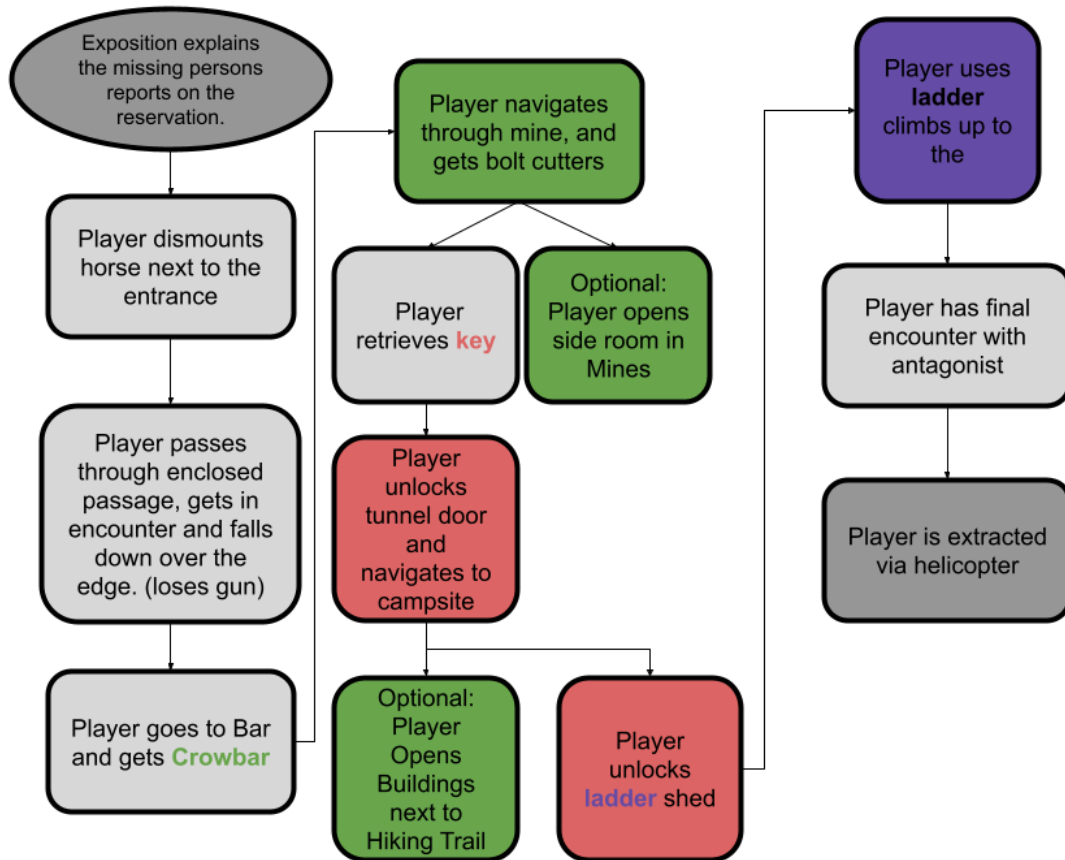 Exposition explains
the missing persons
reports on the
reservation.
Player dismounts
horse next to the
entrance
Player passes
through enclosed
passage, gets in
encounter and falls
down over the
edge. (loses gun)
Player goes to Bar
and gets Crowbar
Player navigates
through mine, and
gets bolt cutters
Player
retrieves key
Optional:
Player opens
side room in
Mines
Player
unlocks
tunnel door
and
navigates to
campsite
Optional:
Player
Opens
Buildings
next to
Hiking Trail
Player
unlocks
ladder shed
Player uses
ladder
climbs up to
the
Player has final
encounter with
antagonist
Player is extracted
via helicopter